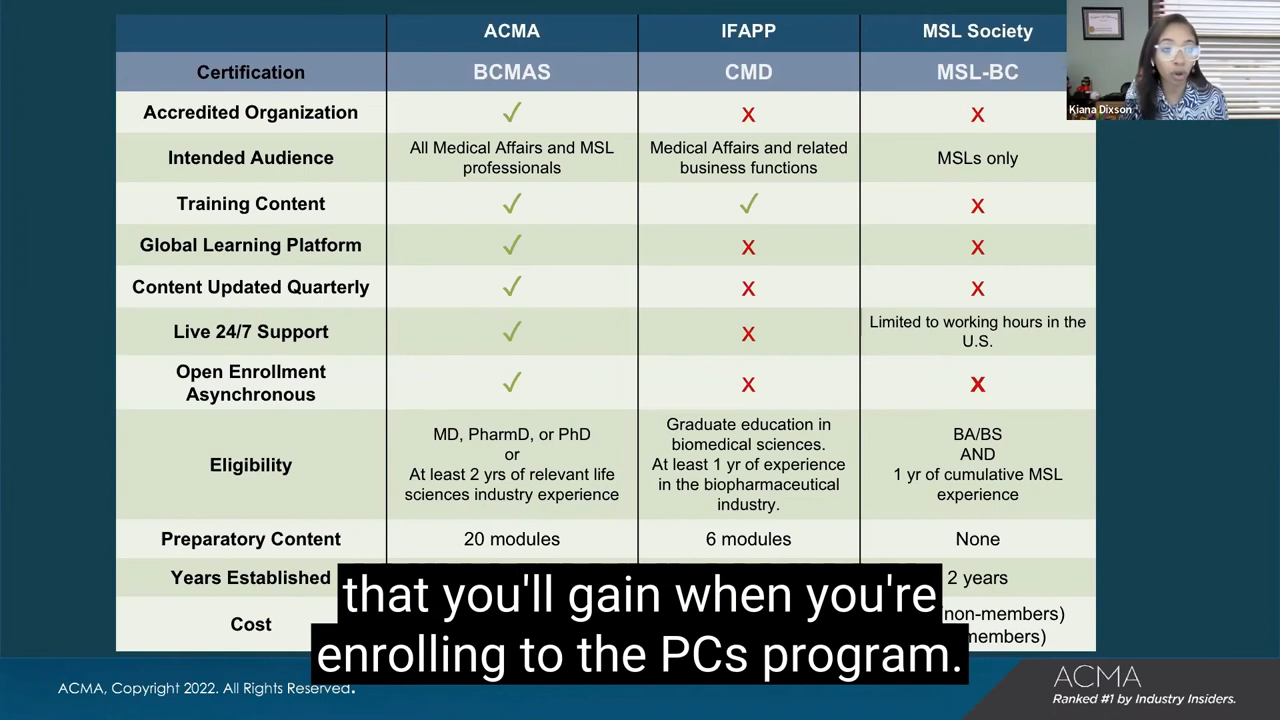 ACMA IFAPP MSL Society
Certification BCMAS CMD MSL-BC
Accredited Organization ✓ X X
Intended Audience All Medical Affairs and MSL professionals Medical Affairs and related business functions MSLs only
Training Content ✓ ✓ X
Global Learning Platform ✓ X X
Content Updated Quarterly ✓ X X
Live 24/7 Support ✓ X Limited to working hours in the U.S.
Open Enrollment Asynchronous ✓ X X
Eligibility MD, PharmD, or PhD or At least 2 yrs of relevant life sciences industry experience Graduate education in biomedical sciences. At least 1 yr of experience in the biopharmaceutical industry. BA/BS AND 1 yr of cumulative MSL experience
Preparatory Content 20 modules 6 modules None
Years Established 2 years
Cost non-members) members)
Kiana Dixson
that you'll gain when you're
enrolling to the PCs program.
ACMA, Copyright 2022. All Rights Reserved.
ACMA
Ranked #1 by Industry Insiders.